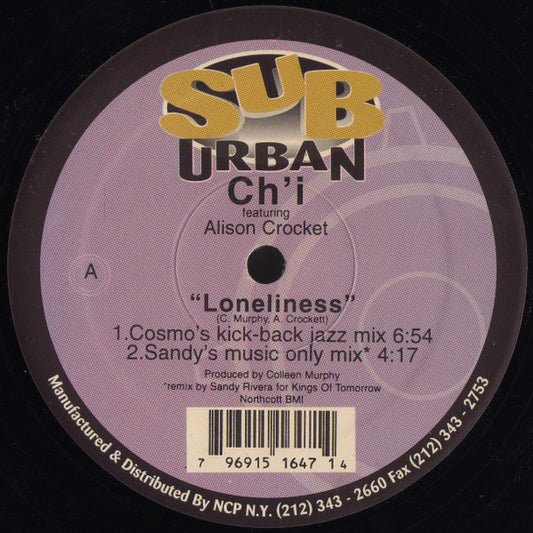 SUB
URBAN
Ch'i
featuring
Alison Crocket
A
"Loneliness"
(C. Murphy, A. Crockett)
1.Cosmo's kick-back jazz mix 6:54
2.Sandy's music only mix* 4:17
Produced by Colleen Murphy
*remix by Sandy Rivera for Kings Of Tomorrow
Northcott BMI
7 96915 1647 1 4
Manufactured & Distributed By NCP N.Y. (212) 343 - 2660 Fax (212) 343 - 2753